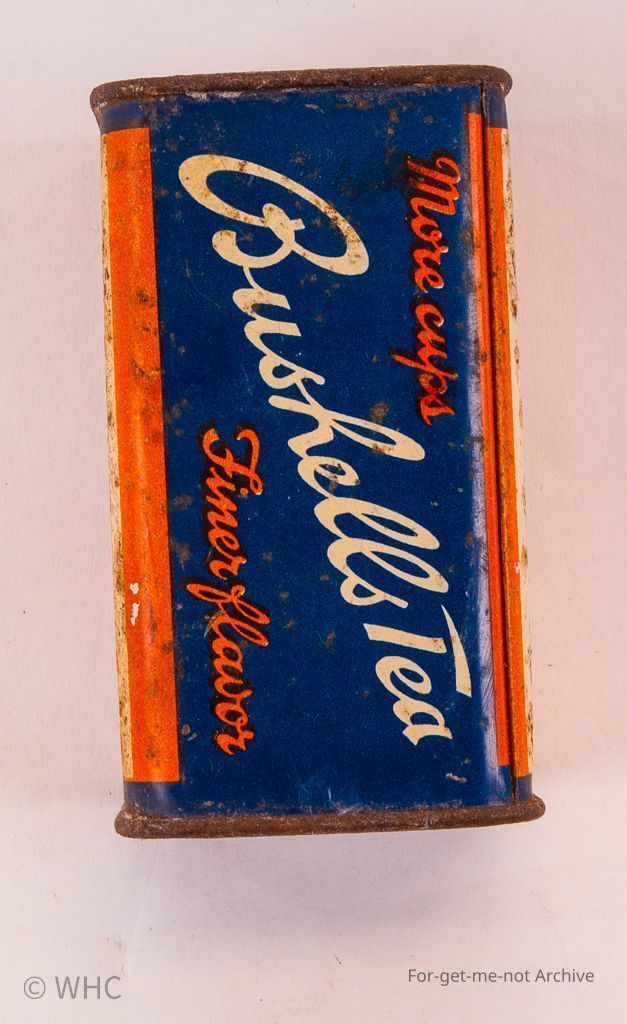 More cups
Bushells Tea
Finer flavor
© WHC
For-get-me-not Archive